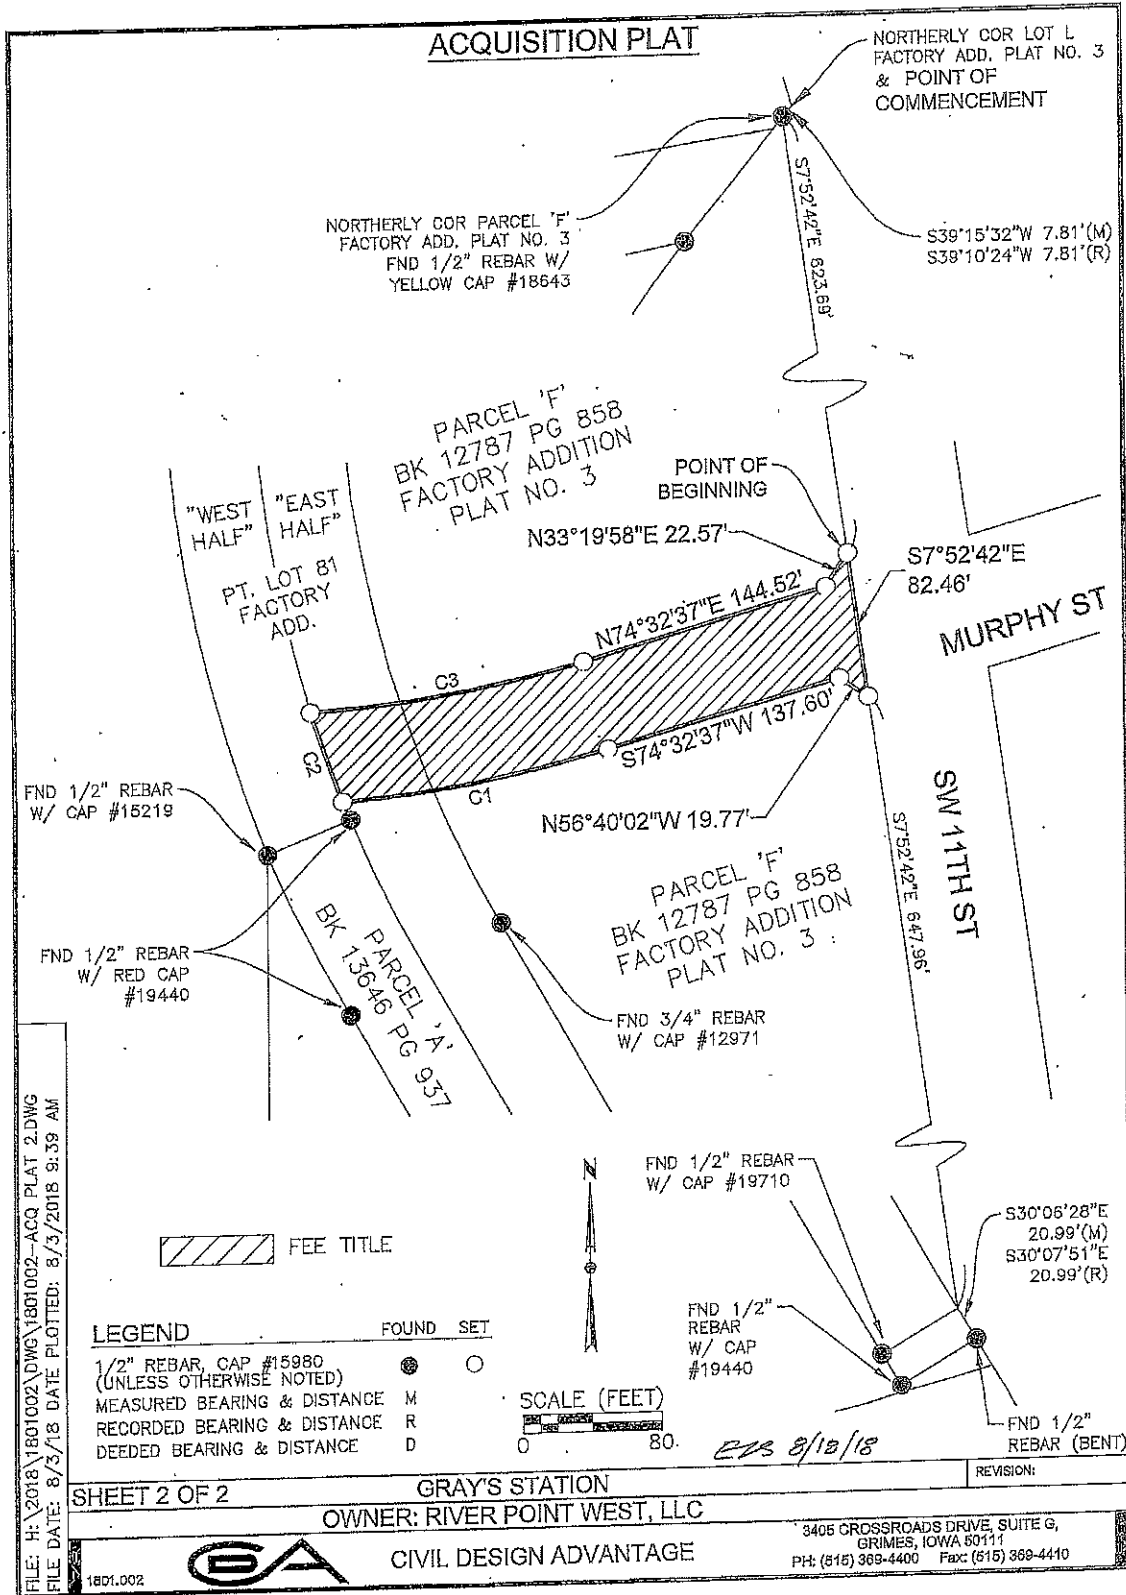 ACQUISITION PLAT
NORTHERLY COR LOT L
FACTORY ADD. PLAT NO. 3
& POINT OF
COMMENCEMENT
S7°52'42"E 623.69'
NORTHERLY COR PARCEL 'F'
FACTORY ADD. PLAT NO. 3
FND 1/2" REBAR W/
YELLOW CAP #18643
S39°15'32"W 7.81'(M)
S39°10'24"W 7.81'(R)
PARCEL 'F'
BK 12787 PG 858
FACTORY ADDITION
PLAT NO. 3
POINT OF
BEGINNING
"WEST
HALF"
"EAST
HALF"
PT. LOT 81
FACTORY
ADD.
N33°19'58"E 22.57'
S7°52'42"E
82.46'
N74°32'37"E 144.52'
MURPHY ST
C3
C2
C1
S74°32'37"W 137.60'
FND 1/2" REBAR
W/ CAP #15219
N56°40'02"W 19.77'
SW 11TH ST
S7°52'42"E 647.96'
PARCEL 'F'
BK 12787 PG 858
FACTORY ADDITION
PLAT NO. 3
FND 1/2" REBAR
W/ RED CAP
#19440
PARCEL 'A'
BK 13646 PG 937
FND 3/4" REBAR
W/ CAP #12971
N
FND 1/2" REBAR
W/ CAP #19710
S30°06'28"E
20.99'(M)
S30°07'51"E
20.99'(R)
FEE TITLE
FND 1/2"
REBAR
W/ CAP
#19440
LEGEND FOUND SET
1/2" REBAR, CAP #15980
(UNLESS OTHERWISE NOTED)
MEASURED BEARING & DISTANCE M
RECORDED BEARING & DISTANCE R
DEEDED BEARING & DISTANCE D
SCALE (FEET)
0 80.
FND 1/2"
REBAR (BENT)
8/18/18
REVISION:
SHEET 2 OF 2
GRAY'S STATION
OWNER: RIVER POINT WEST, LLC
1801.002
CDA
CIVIL DESIGN ADVANTAGE
3405 CROSSROADS DRIVE, SUITE G,
GRIMES, IOWA 50111
PH: (515) 369-4400 Fax: (515) 369-4410
FILE: H:\2018\1801002\DWG\1801002-ACQ PLAT 2.DWG
FILE DATE: 8/3/18 DATE PLOTTED: 8/3/2018 9:39 AM